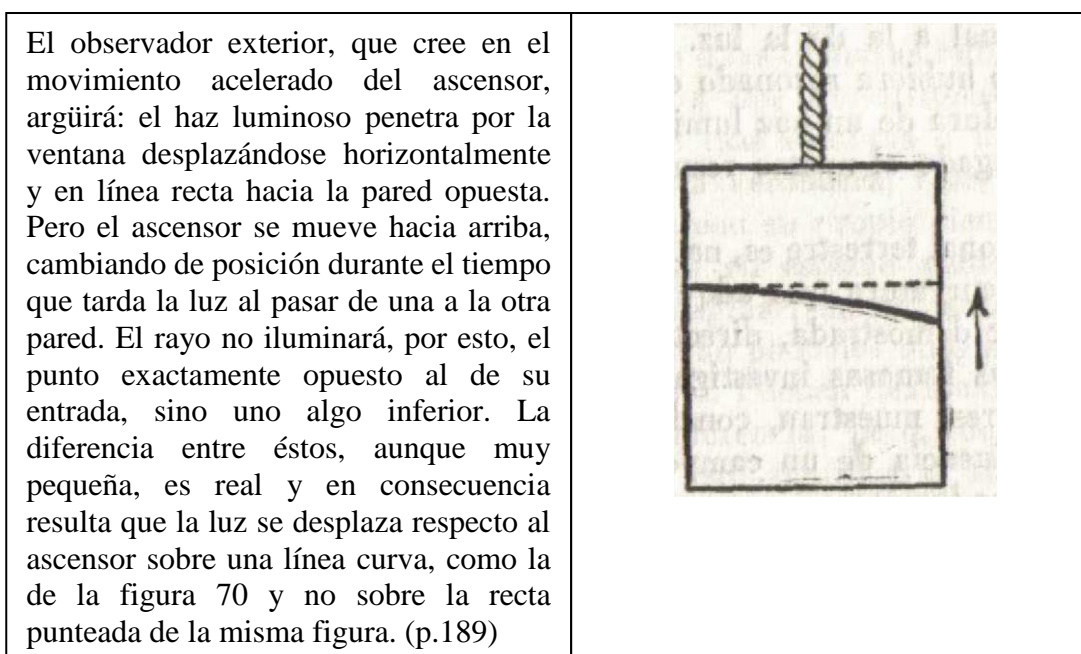 El observador exterior, que cree en el
movimiento acelerado del ascensor,
argüirá: el haz luminoso penetra por la
ventana desplazándose horizontalmente
y en línea recta hacia la pared opuesta.
Pero el ascensor se mueve hacia arriba,
cambiando de posición durante el tiempo
que tarda la luz al pasar de una a la otra
pared. El rayo no iluminará, por esto, el
punto exactamente opuesto al de su
entrada, sino uno algo inferior. La
diferencia entre éstos, aunque muy
pequeña, es real y en consecuencia
resulta que la luz se desplaza respecto al
ascensor sobre una línea curva, como la
de la figura 70 y no sobre la recta
punteada de la misma figura. (p.189)